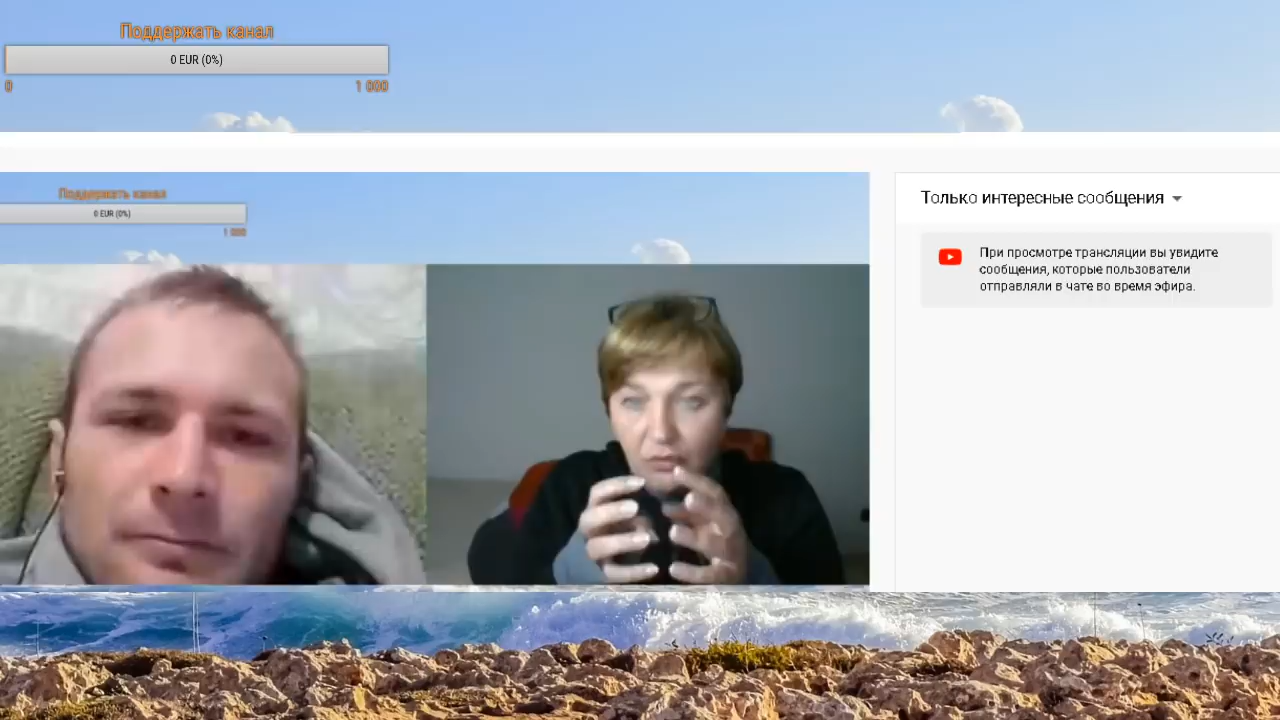 Поддержать канал
0 EUR (0%)
0
1 000
Поддержать канал
0 EUR (0%)
1 000
Только интересные сообщения
При просмотре трансляции вы увидите
сообщения, которые пользователи
отправляли в чате во время эфира.